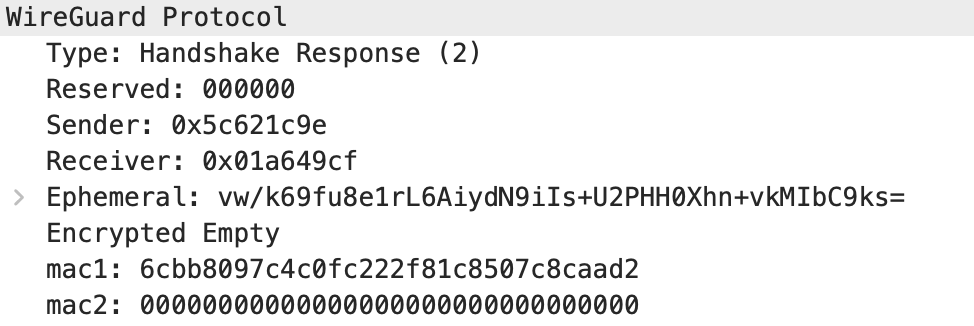 WireGuard Protocol
Type: Handshake Response (2)
Reserved: 000000
Sender: 0x5c621c9e
Receiver: 0x01a649cf
Ephemeral: vw/k69fu8e1rL6AiydN9iIs+U2PHH0Xhn+vkMIbC9ks=
Encrypted Empty
mac1: 6cbb8097c4c0fc222f81c8507c8caad2
mac2: 00000000000000000000000000000000